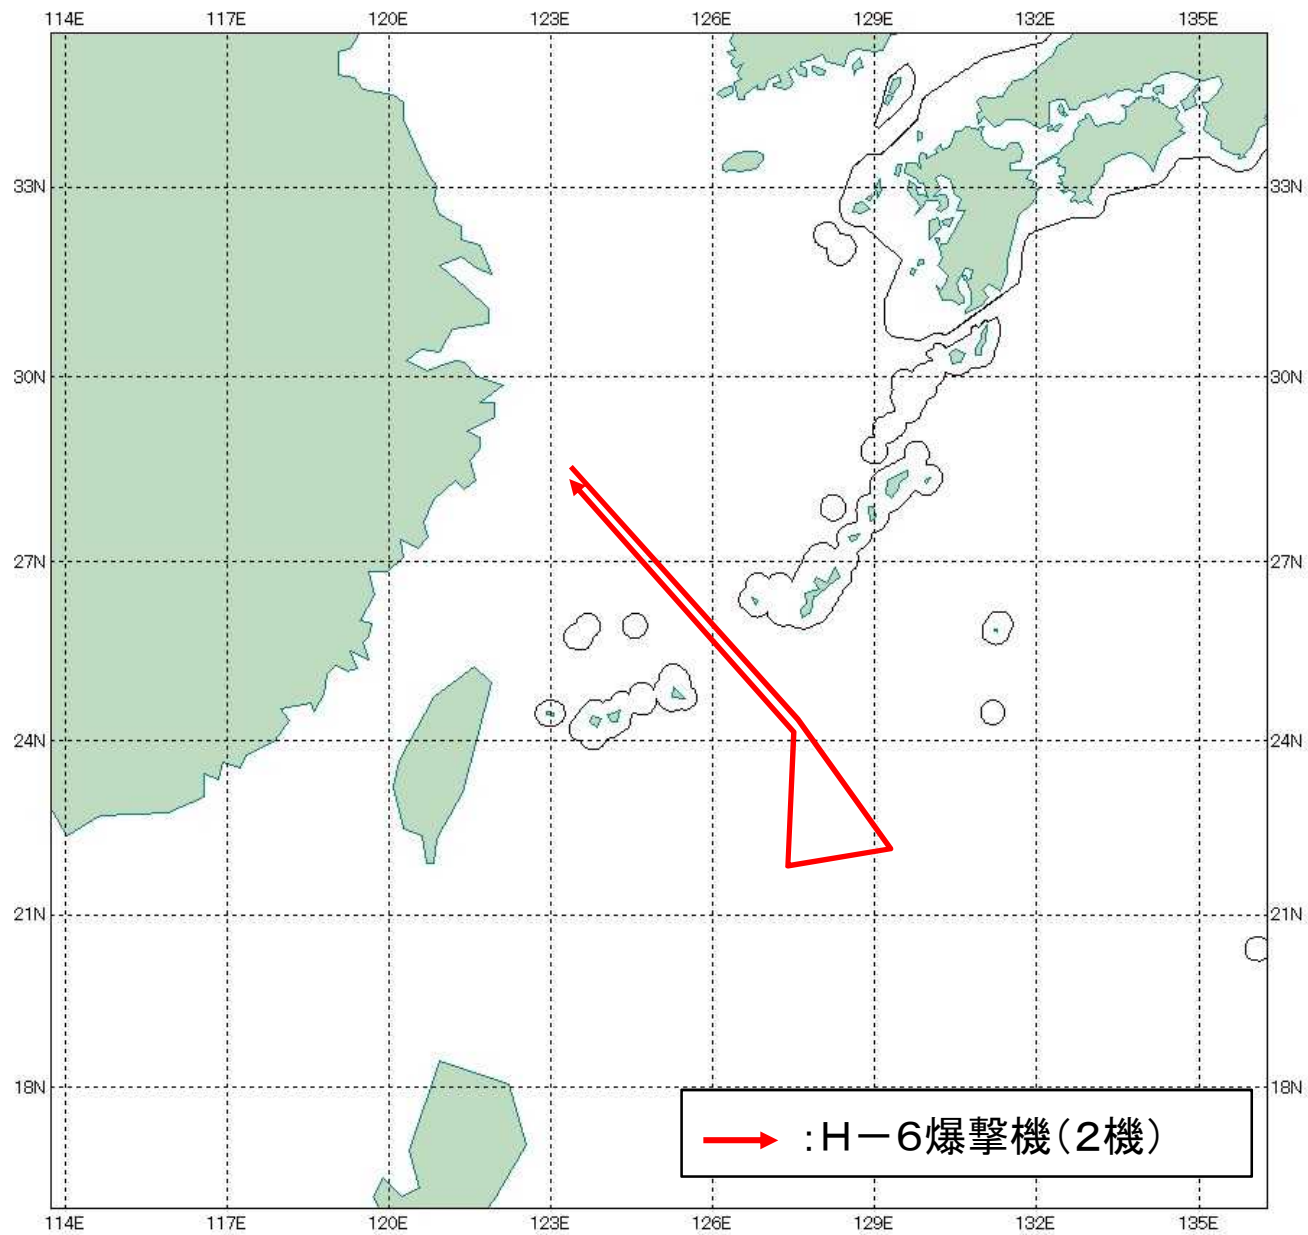 114E 117E 120E 123E 126E 129E 132E 135E
33N 33N
30N 30N
27N 27N
24N 24N
21N 21N
18N 18N
：Ｈ－６爆撃機（２機）
114E 117E 120E 123E 126E 129E 132E 135E